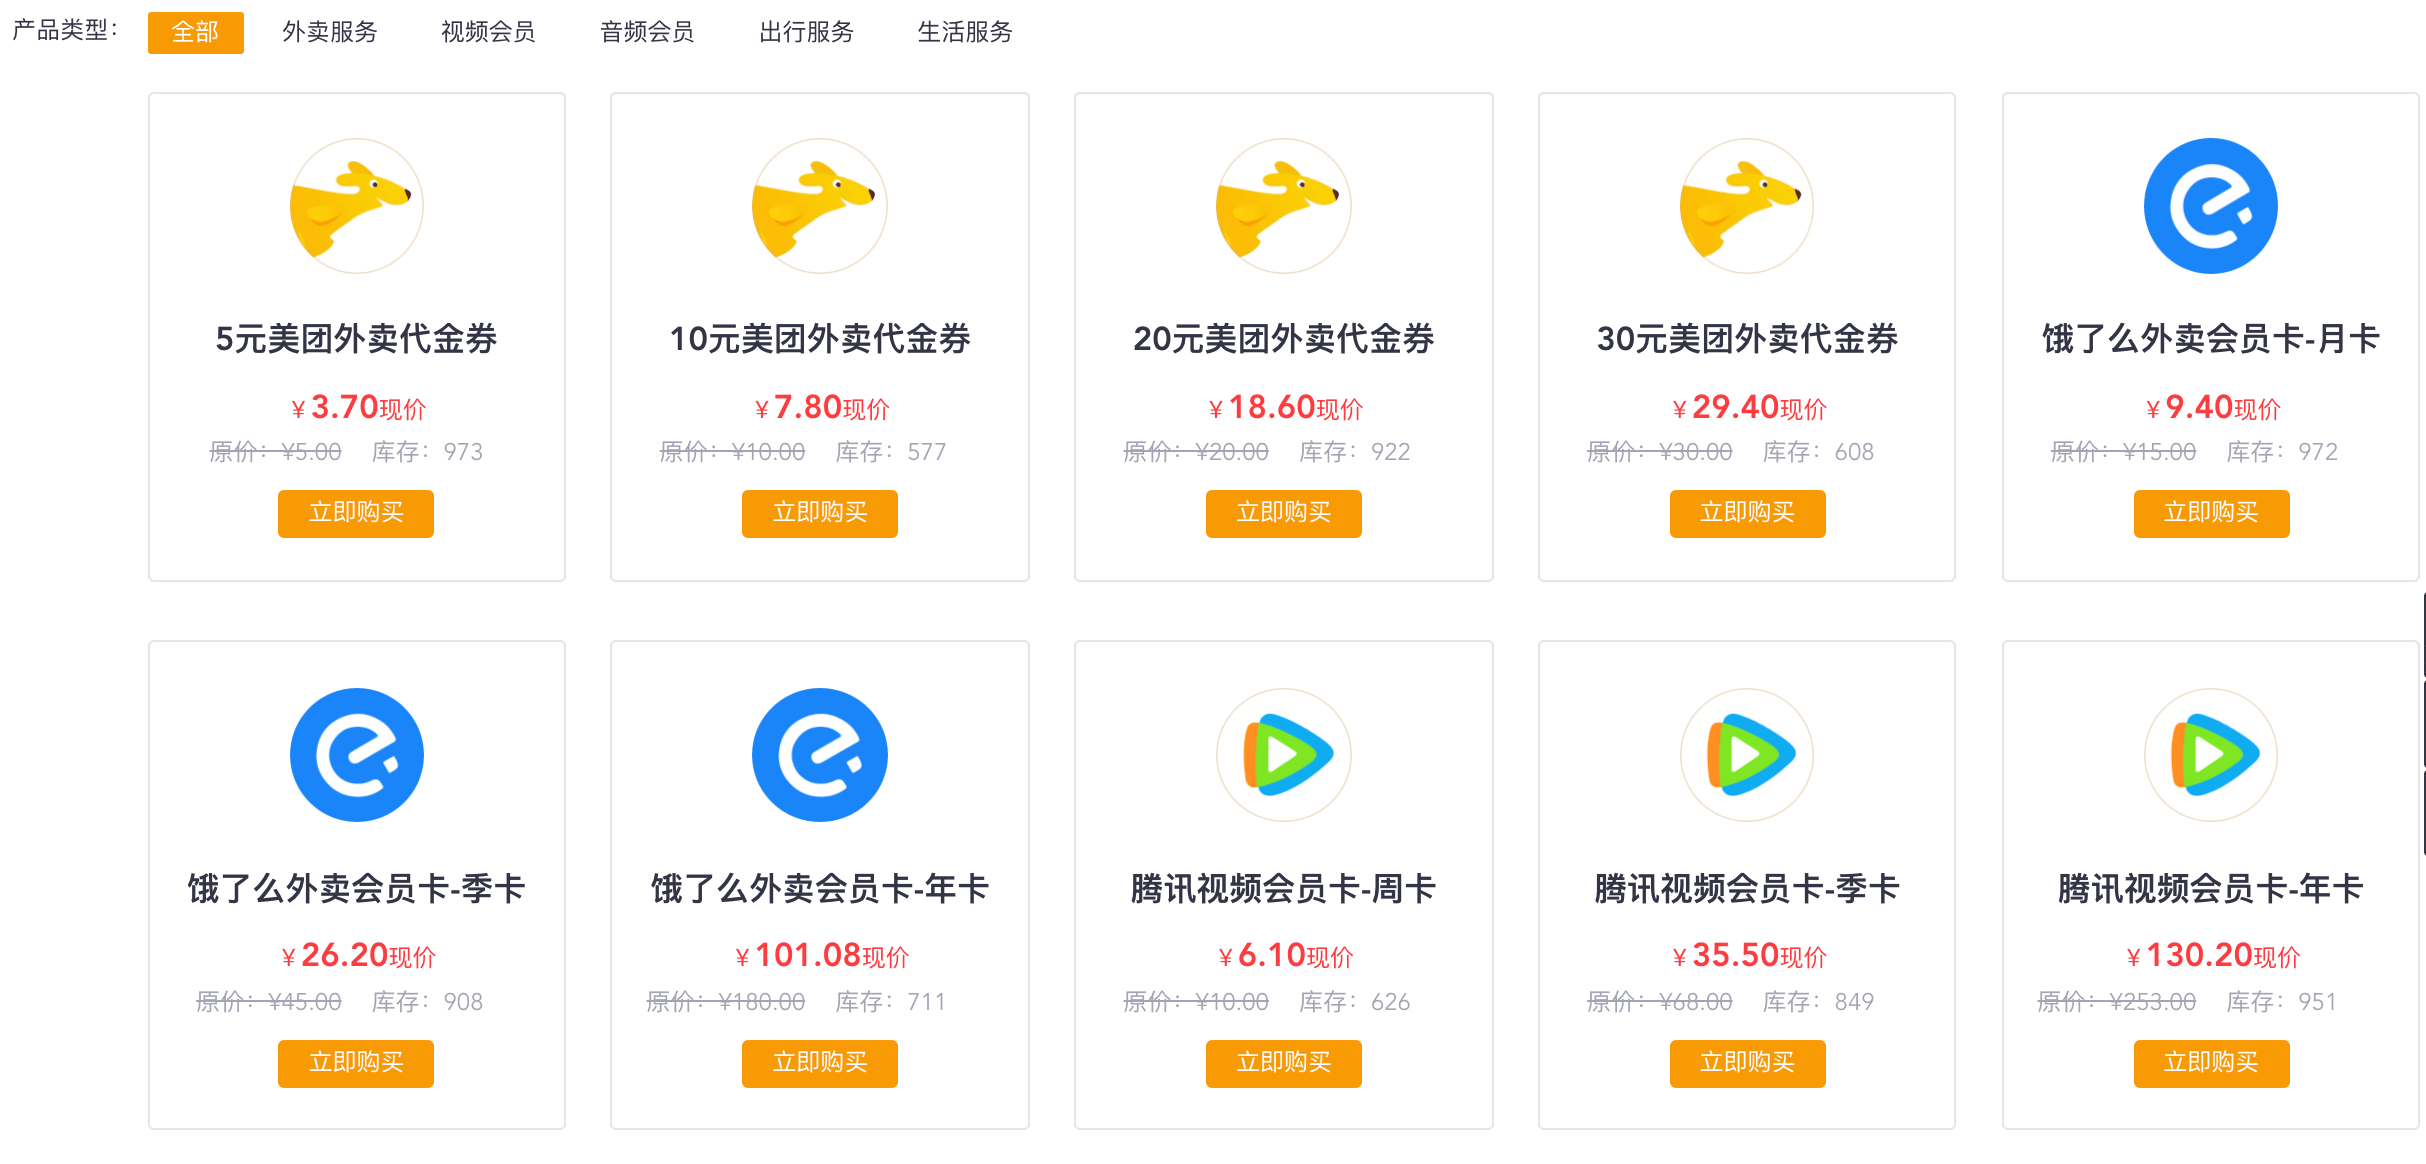 产品类型： 全部 外卖服务 视频会员 音频会员 出行服务 生活服务
5元美团外卖代金券
¥3.70现价
原价：¥5.00 库存：973
立即购买
10元美团外卖代金券
¥7.80现价
原价：¥10.00 库存：577
立即购买
20元美团外卖代金券
¥18.60现价
原价：¥20.00 库存：922
立即购买
30元美团外卖代金券
¥29.40现价
原价：¥30.00 库存：608
立即购买
饿了么外卖会员卡-月卡
¥9.40现价
原价：¥15.00 库存：972
立即购买
饿了么外卖会员卡-季卡
¥26.20现价
原价：¥45.00 库存：908
立即购买
饿了么外卖会员卡-年卡
¥101.08现价
原价：¥180.00 库存：711
立即购买
腾讯视频会员卡-周卡
¥6.10现价
原价：¥10.00 库存：626
立即购买
腾讯视频会员卡-季卡
¥35.50现价
原价：¥68.00 库存：849
立即购买
腾讯视频会员卡-年卡
¥130.20现价
原价：¥253.00 库存：951
立即购买